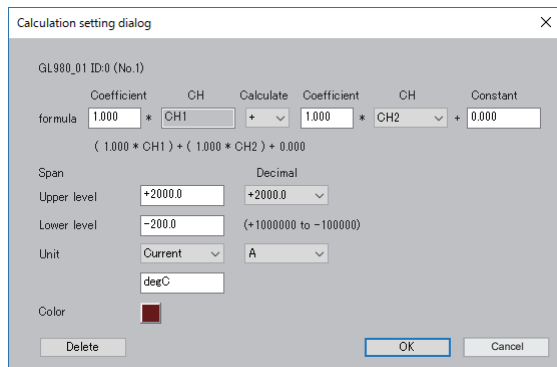 Calculation setting dialog
GL980_01 ID:0 (No.1)
Coefficient CH Calculate Coefficient CH Constant
formula 1.000 * CH1 + 1.000 * CH2 + 0.000
( 1.000 * CH1 ) + ( 1.000 * CH2 ) + 0.000
Span Decimal
Upper level +2000.0 +2000.0
Lower level -200.0 (+1000000 to -100000)
Unit Current A
degC
Color
Delete OK Cancel